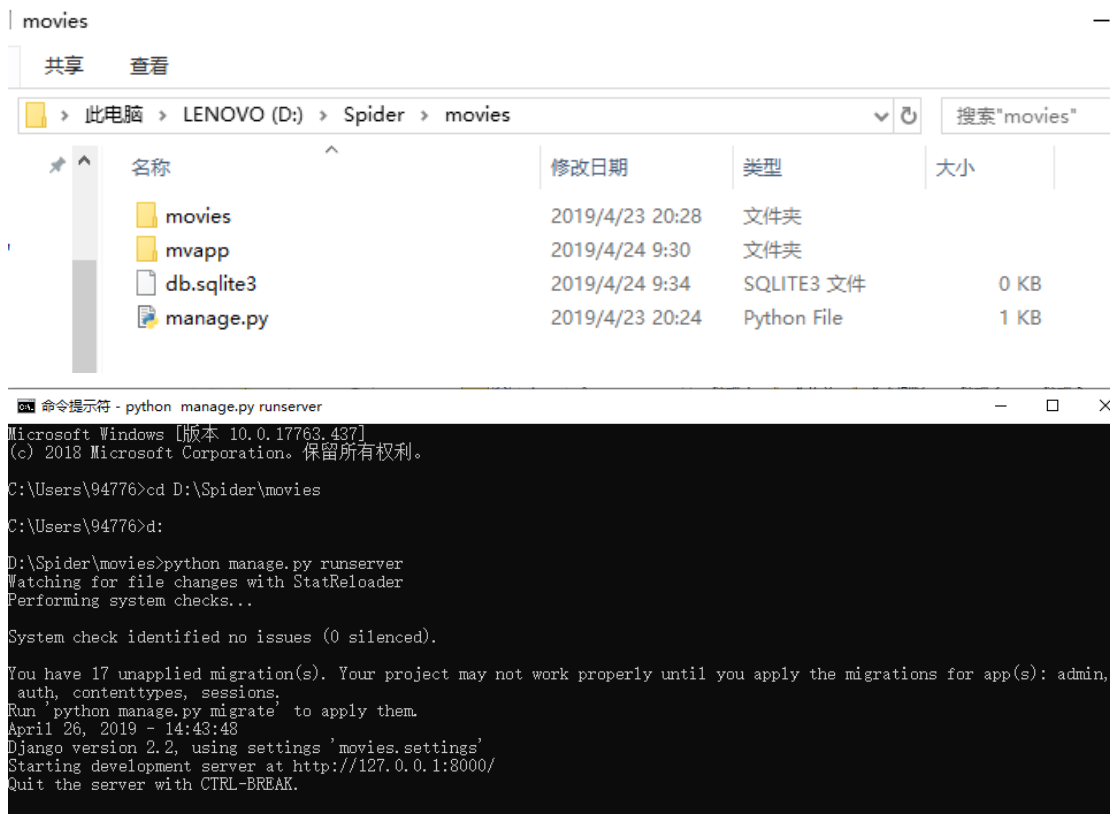 movies
共享 查看
此电脑 › LENOVO (D:) › Spider › movies 搜索"movies"
名称 修改日期 类型 大小
movies 2019/4/23 20:28 文件夹
mvapp 2019/4/24 9:30 文件夹
db.sqlite3 2019/4/24 9:34 SQLITE3 文件 0 KB
manage.py 2019/4/23 20:24 Python File 1 KB
命令提示符 - python  manage.py runserver
Microsoft Windows [版本 10.0.17763.437]
(c) 2018 Microsoft Corporation。保留所有权利。
C:\Users\94776>cd D:\Spider\movies
C:\Users\94776>d:
D:\Spider\movies>python manage.py runserver
Watching for file changes with StatReloader
Performing system checks...
System check identified no issues (0 silenced).
You have 17 unapplied migration(s). Your project may not work properly until you apply the migrations for app(s): admin,
auth, contenttypes, sessions.
Run 'python manage.py migrate' to apply them.
April 26, 2019 - 14:43:48
Django version 2.2, using settings 'movies.settings'
Starting development server at http://127.0.0.1:8000/
Quit the server with CTRL-BREAK.